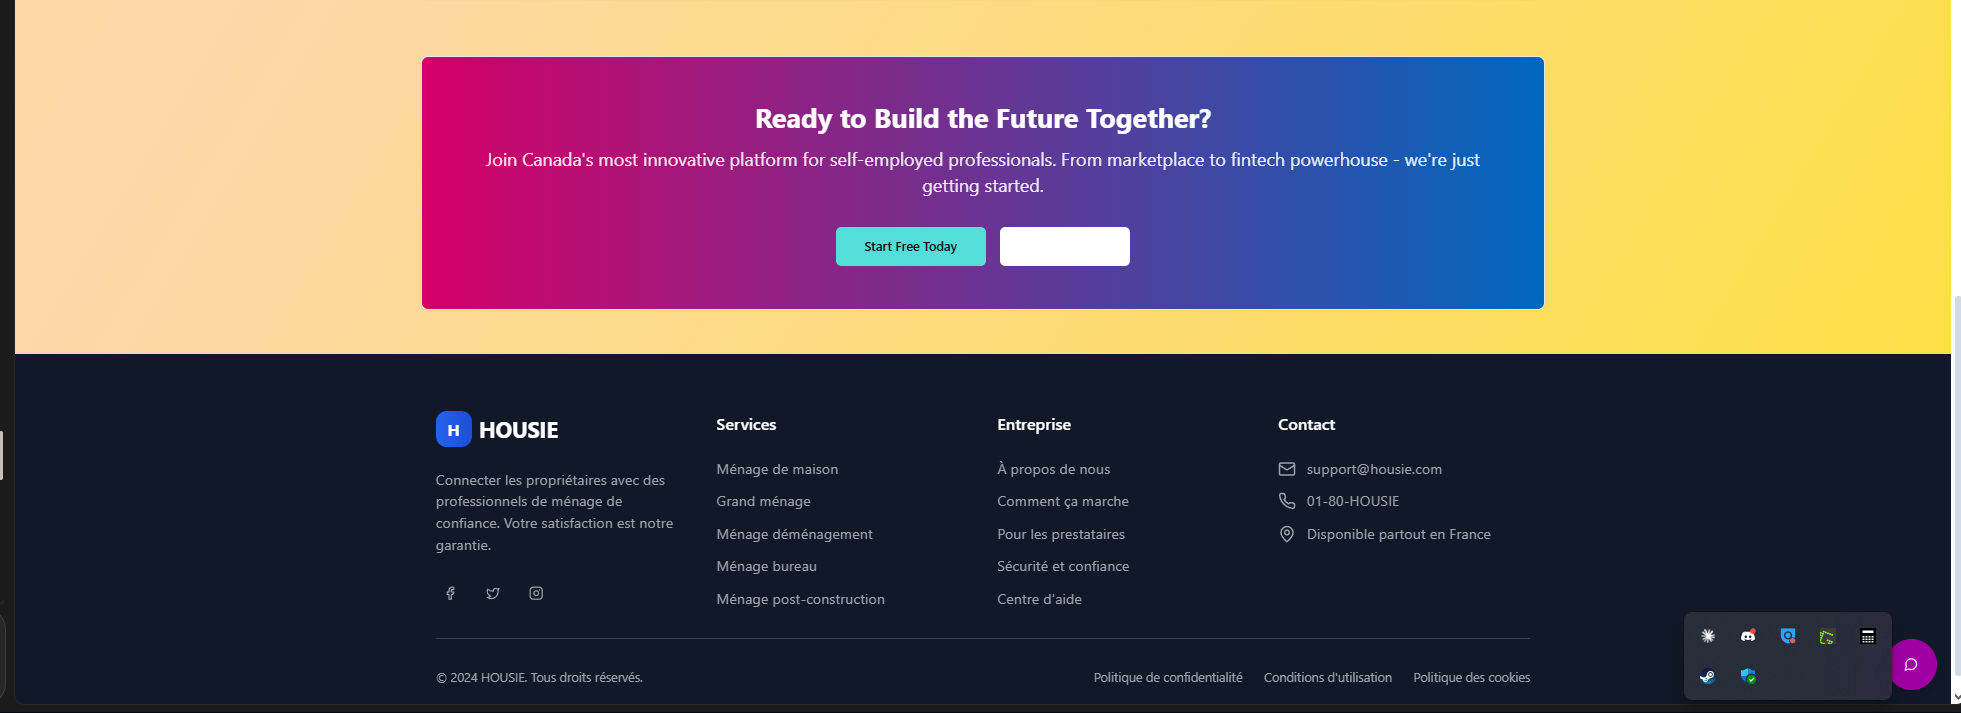 Ready to Build the Future Together?
Join Canada's most innovative platform for self-employed professionals. From marketplace to fintech powerhouse - we're just
getting started.
Start Free Today
H HOUSIE
Connecter les propriétaires avec des
professionnels de ménage de
confiance. Votre satisfaction est notre
garantie.
Services
Ménage de maison
Grand ménage
Ménage déménagement
Ménage bureau
Ménage post-construction
Entreprise
À propos de nous
Comment ça marche
Pour les prestataires
Sécurité et confiance
Centre d'aide
Contact
support@housie.com
01-80-HOUSIE
Disponible partout en France
© 2024 HOUSIE. Tous droits réservés.
Politique de confidentialité
Conditions d'utilisation
Politique des cookies